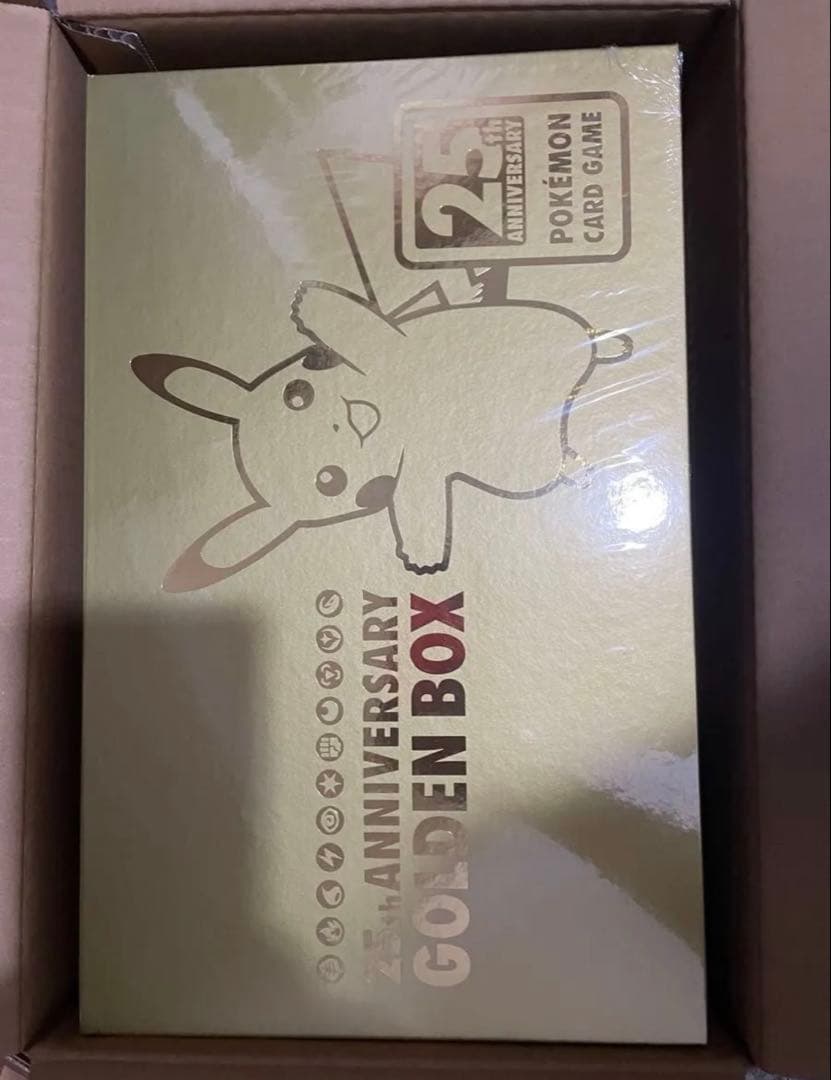 25th ANNIVERSARY
GOLDEN BOX
25th
ANNIVERSARY
POKÉMON
CARD GAME